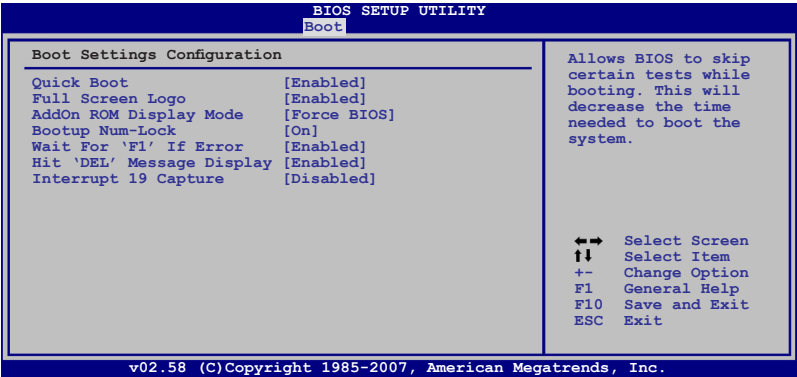 BIOS SETUP UTILITY
Boot
Boot Settings Configuration
Quick Boot [Enabled]
Full Screen Logo [Enabled]
AddOn ROM Display Mode [Force BIOS]
Bootup Num-Lock [On]
Wait For ‘F1’ If Error [Enabled]
Hit ‘DEL’ Message Display [Enabled]
Interrupt 19 Capture [Disabled]
Allows BIOS to skip
certain tests while
booting. This will
decrease the time
needed to boot the
system.
←→ Select Screen
↑↓ Select Item
+- Change Option
F1 General Help
F10 Save and Exit
ESC Exit
v02.58 (C)Copyright 1985-2007, American Megatrends, Inc.